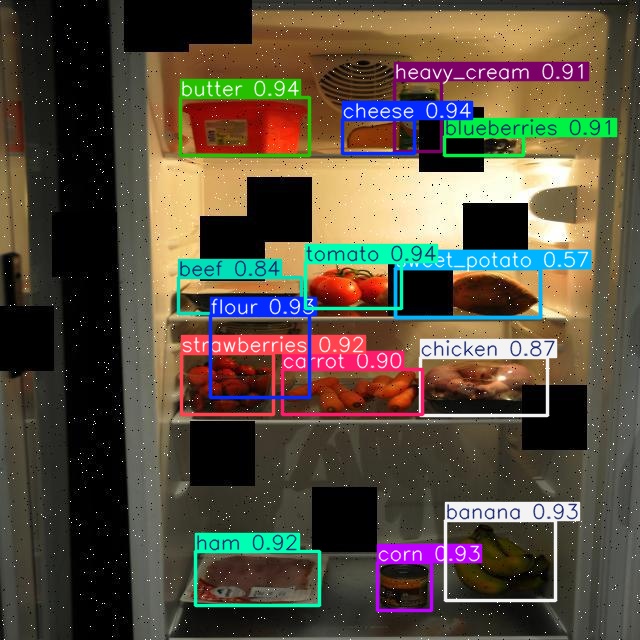 heavy_cream 0.91
butter 0.94
cheese 0.94
blueberries 0.91
tomato 0.94
sweet_potato 0.57
beef 0.84
flour 0.93
strawberries 0.92
chicken 0.87
carrot 0.90
banana 0.93
ham 0.92
corn 0.93